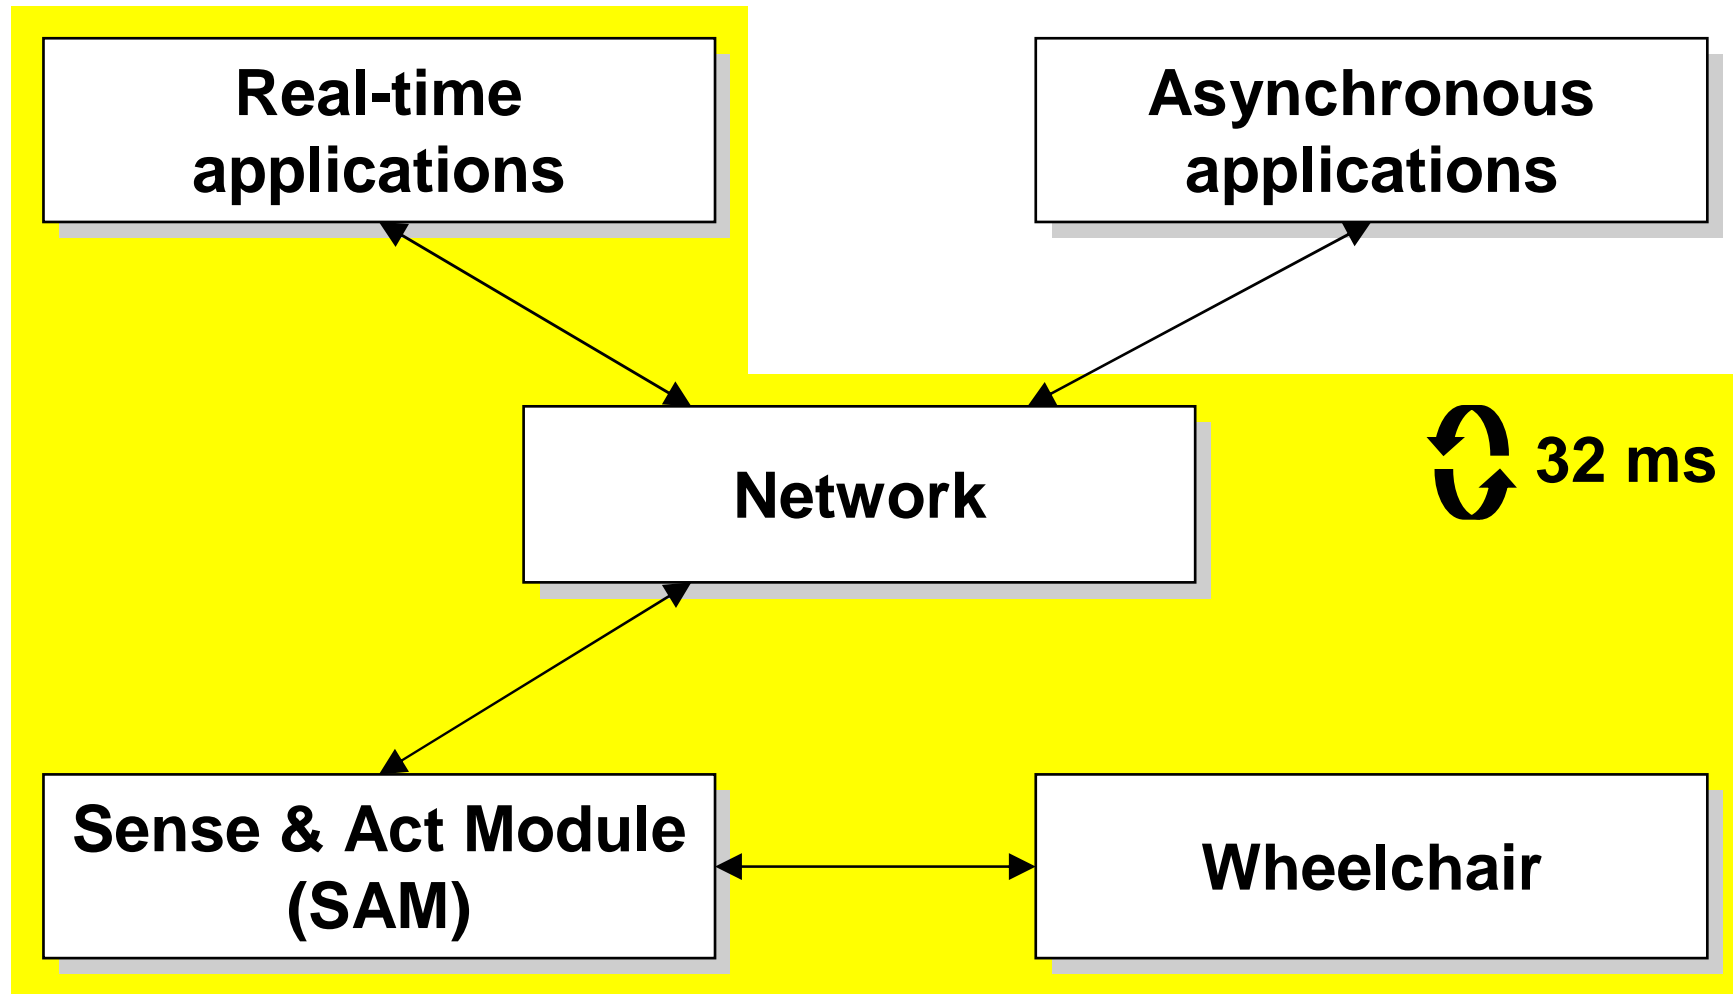 Real-time
applications
Asynchronous
applications
Network
32 ms
Sense & Act Module
(SAM)
Wheelchair